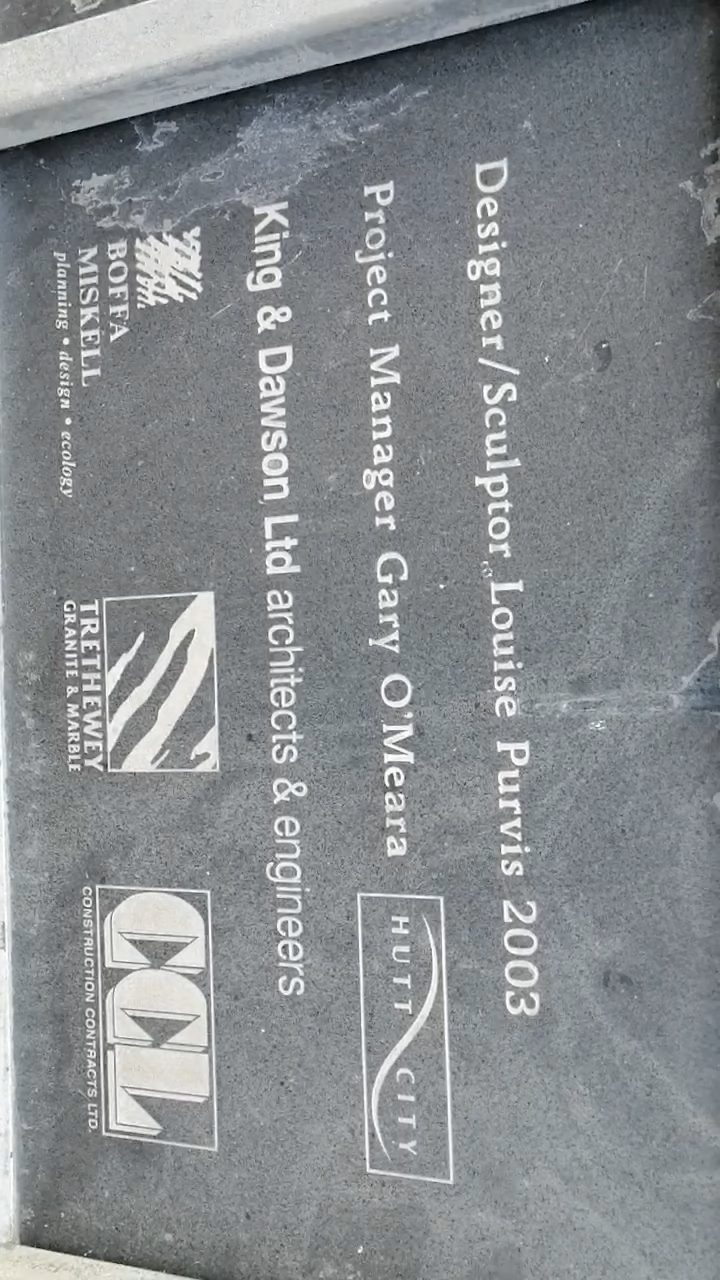 Designer/Sculptor Louise Purvis 2003
Project Manager Gary O'Meara
HUTT CITY
King & Dawson Ltd architects & engineers
BOFFA
MISKELL
planning • design • ecology
TRETHEWEY
GRANITE & MARBLE
CCL
CONSTRUCTION CONTRACTS LTD.